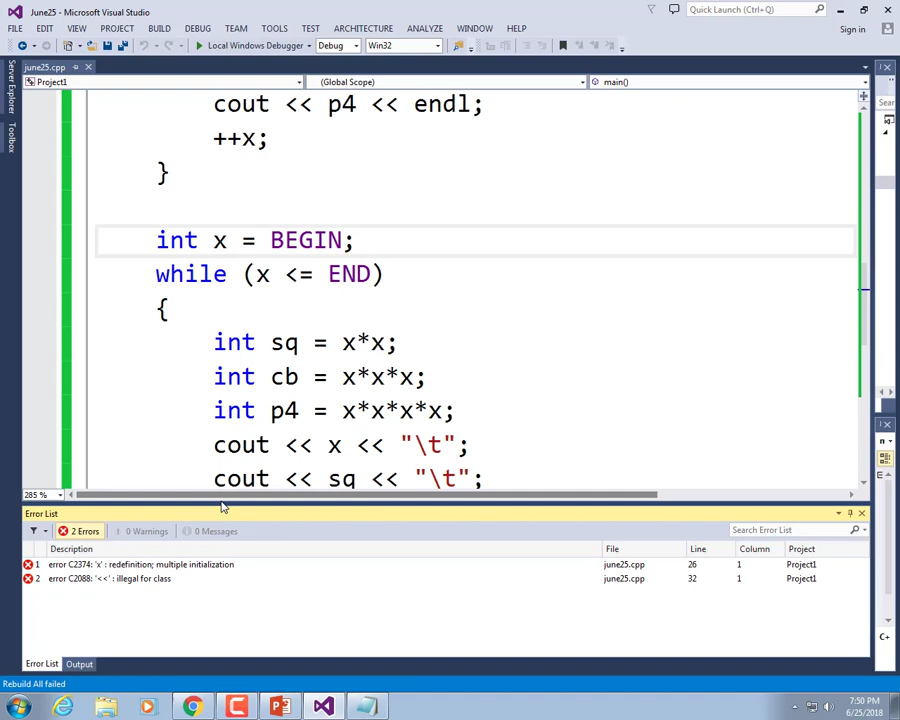 June25 - Microsoft Visual Studio
Quick Launch (Ctrl+Q)
FILE EDIT VIEW PROJECT BUILD DEBUG TEAM TOOLS TEST ARCHITECTURE ANALYZE WINDOW HELP
Sign in
Local Windows Debugger Debug Win32
june25.cpp
Project1 (Global Scope) main()
Server Explorer
Toolbox
Sear
cout << p4 << endl;
++x;
}
int x = BEGIN;
while (x <= END)
{
int sq = x*x;
int cb = x*x*x;
int p4 = x*x*x*x;
cout << x << "\t";
cout << sq << "\t";
285 %
Error List
2 Errors 0 Warnings 0 Messages
Search Error List
Description File Line Column Project
1 error C2374: 'x' : redefinition; multiple initialization june25.cpp 26 1 Project1
2 error C2088: '<<' : illegal for class june25.cpp 32 1 Project1
C+
Error List Output
Rebuild All failed
7:50 PM
6/25/2018